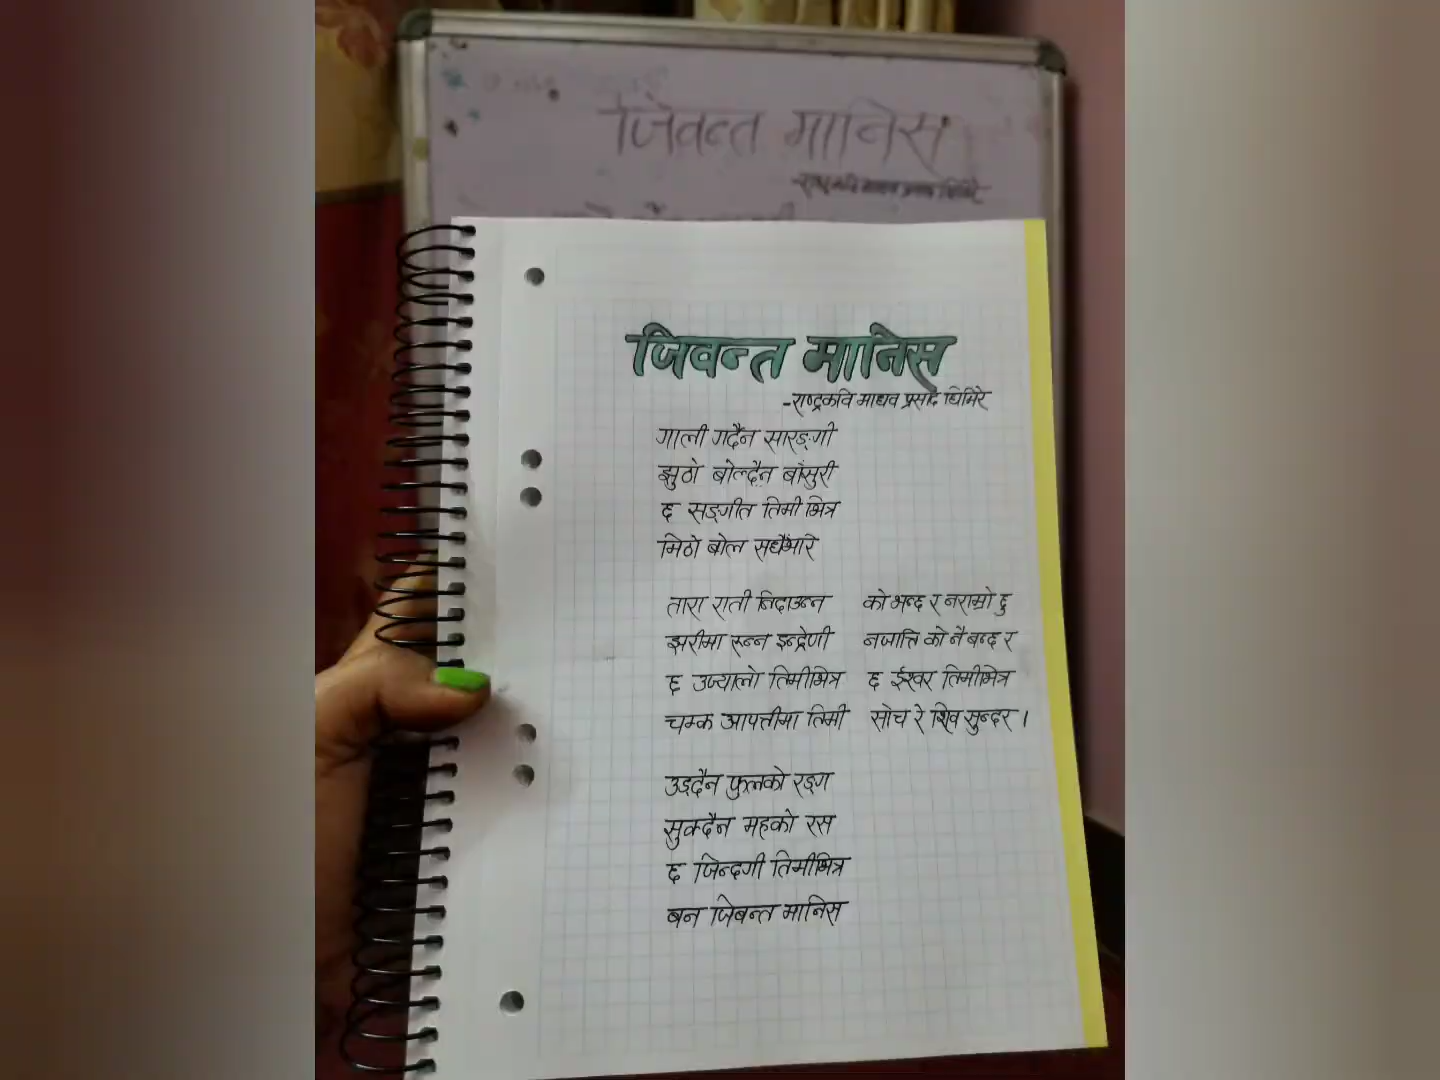 जिवन्त मानिस
जिवन्त मानिस
-राष्ट्रकवि माधव प्रसाद घिमिरे
गाली गर्दैन सारङ्गी
झुठो बोल्दैन बाँसुरी
छ सङ्गीत तिमी भित्र
मिठो बोल सधैंभरि
तारा राती निदाउन्न
झरीमा रुन्न इन्द्रेणी
छ उज्यालो तिमीभित्र
चम्क आपत्तीमा तिमी
को भन्द र नराम्रो हु
नजात्ति को नै बन्द र
छ ईश्वर तिमीभित्र
सोच रे शिव सुन्दर ।
उड्दैन फुलको रङ्ग
सुक्दैन महको रस
छ जिन्दगी तिमीभित्र
बन जिबन्त मानिस